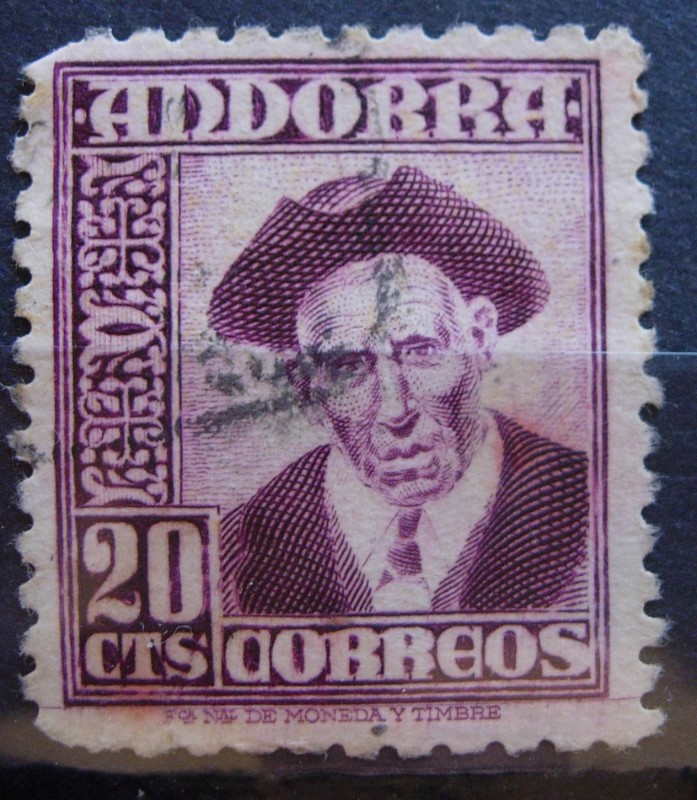 ANDORRA
20
CTS CORREOS
FCA NAL DE MONEDA Y TIMBRE